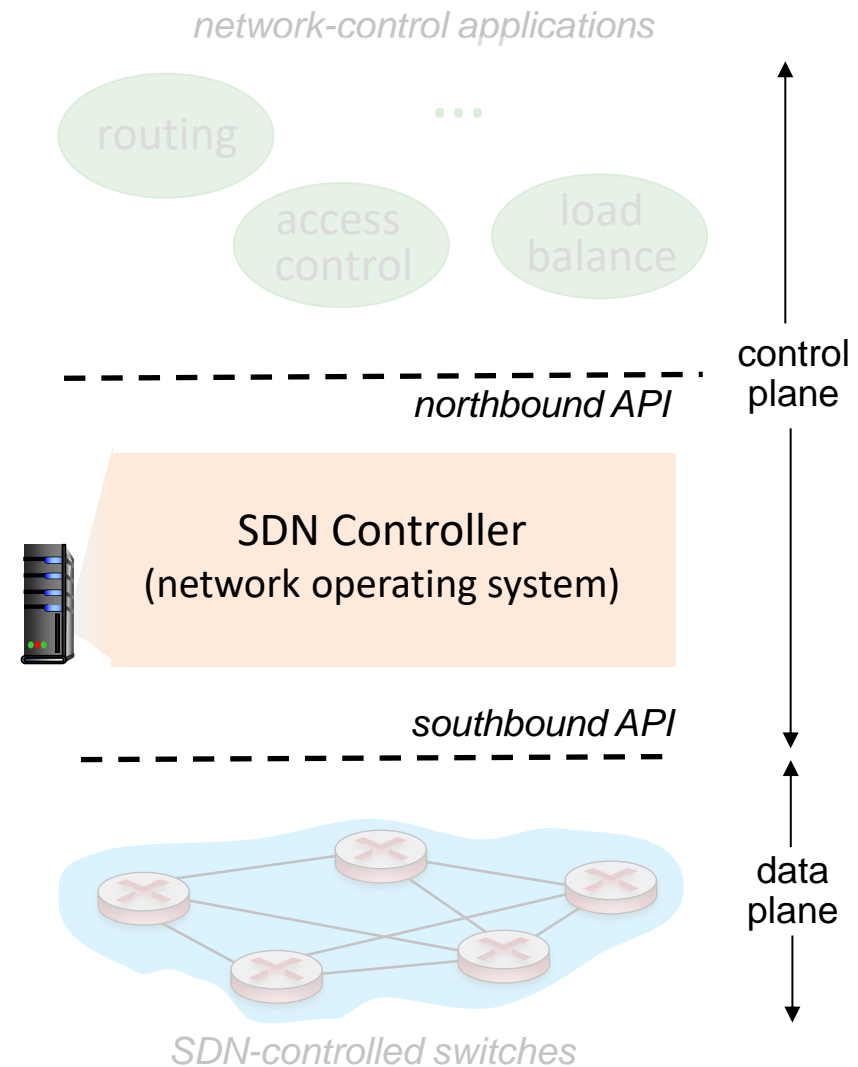 network-control applications
routing
…
access
control
load
balance
control
plane
northbound API
SDN Controller
(network operating system)
southbound API
data
plane
SDN-controlled switches